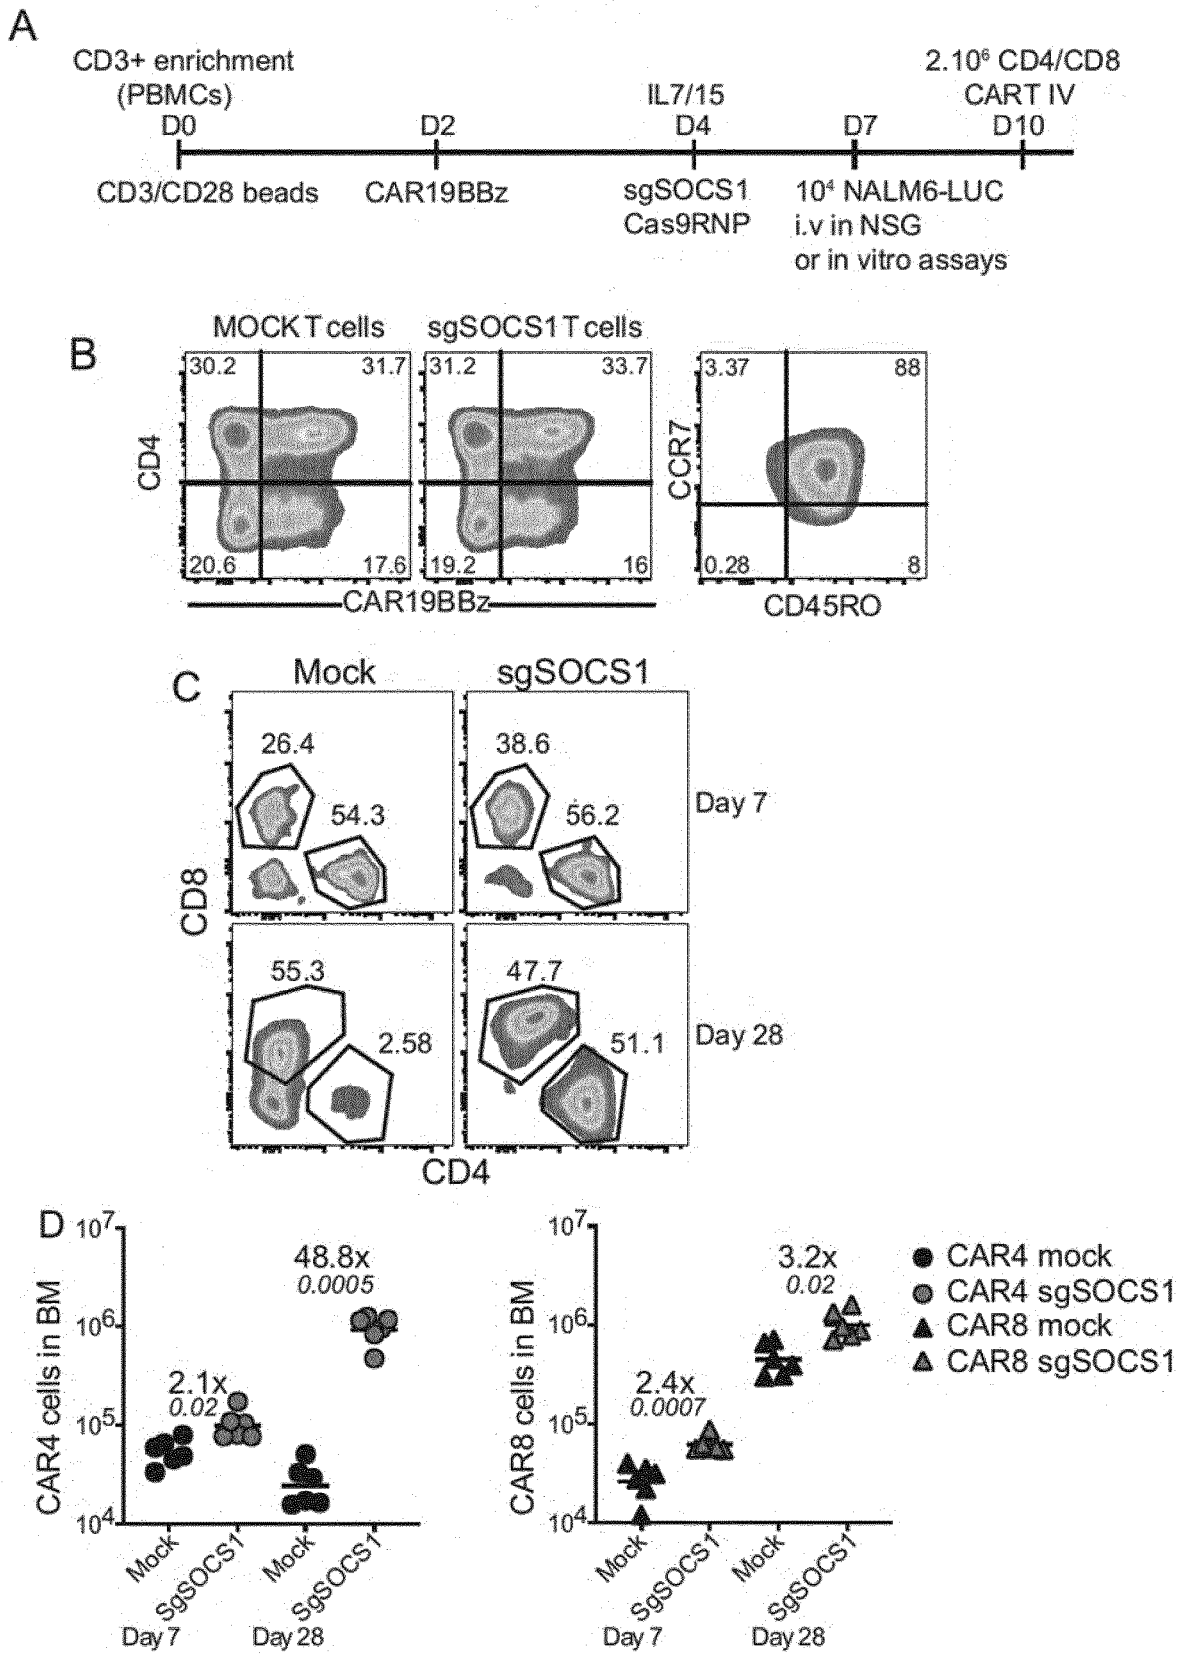 A
CD3+ enrichment
(PBMCs)
IL7/15
2.10⁶ CD4/CD8
CART IV
D0
D2
D4
D7
D10
CD3/CD28 beads
CAR19BBz
sgSOCS1
Cas9RNP
10⁴ NALM6-LUC
i.v in NSG
or in vitro assays
B
MOCK T cells
sgSOCS1 T cells
30.2
31.7
31.2
33.7
3.37
88
CD4
CCR7
20.6
17.6
19.2
16
0.28
8
CAR19BBz
CD45RO
C
Mock
sgSOCS1
26.4
54.3
38.6
56.2
Day 7
CD8
55.3
2.58
47.7
51.1
Day 28
CD4
D
CAR4 cells in BM
10⁷
10⁶
10⁵
10⁴
2.1x
0.02
48.8x
0.0005
Mock
SgSOCS1
Mock
SgSOCS1
Day 7
Day 28
CAR8 cells in BM
10⁷
10⁶
10⁵
10⁴
2.4x
0.0007
3.2x
0.02
Mock
SgSOCS1
Mock
SgSOCS1
Day 7
Day 28
CAR4 mock
CAR4 sgSOCS1
CAR8 mock
CAR8 sgSOCS1